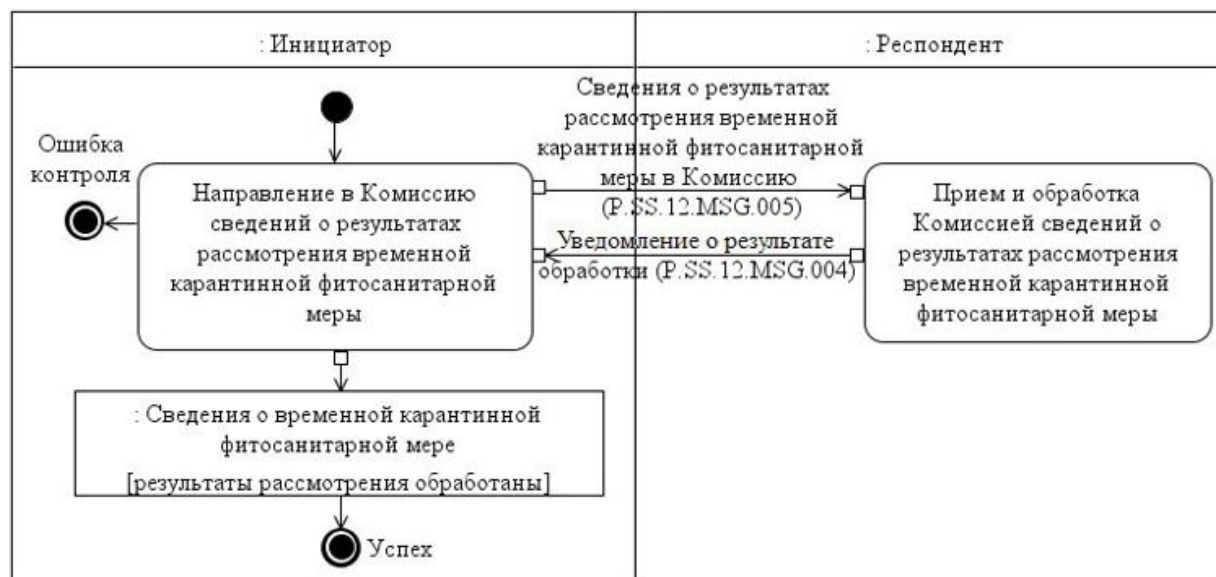 : Инициатор
: Респондент
Ошибка
контроля
Направление в Комиссию
сведений о результатах
рассмотрения временной
карантинной фитосанитарной
меры
Сведения о результатах
рассмотрения временной
карантинной фитосанитарной
меры в Комиссию
(P.SS.12.MSG.005)
Уведомление о результате
обработки (P.SS.12.MSG.004)
Прием и обработка
Комиссией сведений о
результатах рассмотрения
временной карантинной
фитосанитарной меры
: Сведения о временной карантинной
фитосанитарной мере
[результаты рассмотрения обработаны]
Успех